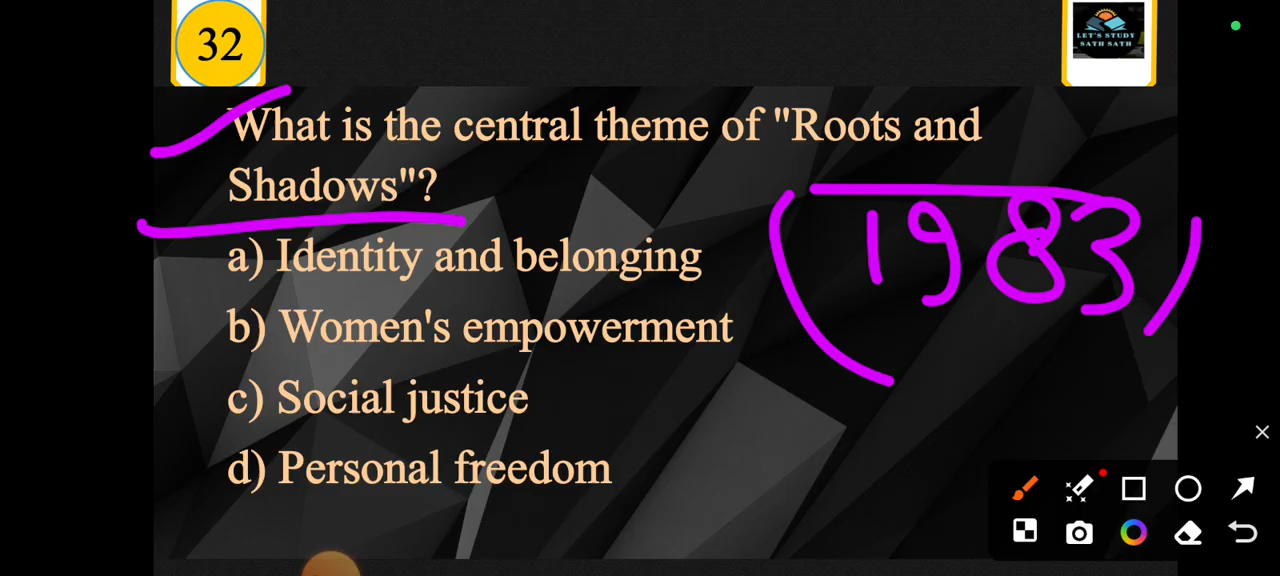 32
LET'S STUDY
SATH SATH
What is the central theme of "Roots and
Shadows"?
(1983)
a) Identity and belonging
b) Women's empowerment
c) Social justice
d) Personal freedom